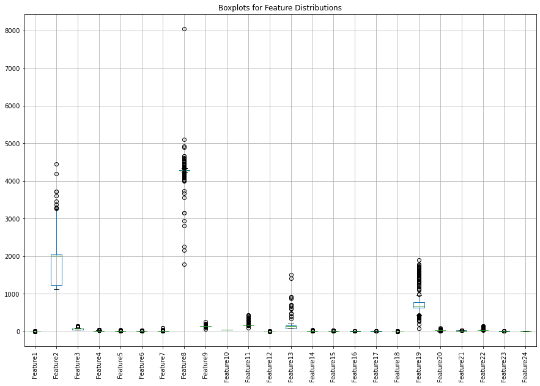 Boxplots for Feature Distributions
8000
7000
6000
5000
4000
3000
2000
1000
0
Feature1
Feature2
Feature3
Feature4
Feature5
Feature6
Feature7
Feature8
Feature9
Feature10
Feature11
Feature12
Feature13
Feature14
Feature15
Feature16
Feature17
Feature18
Feature19
Feature20
Feature21
Feature22
Feature23
Feature24